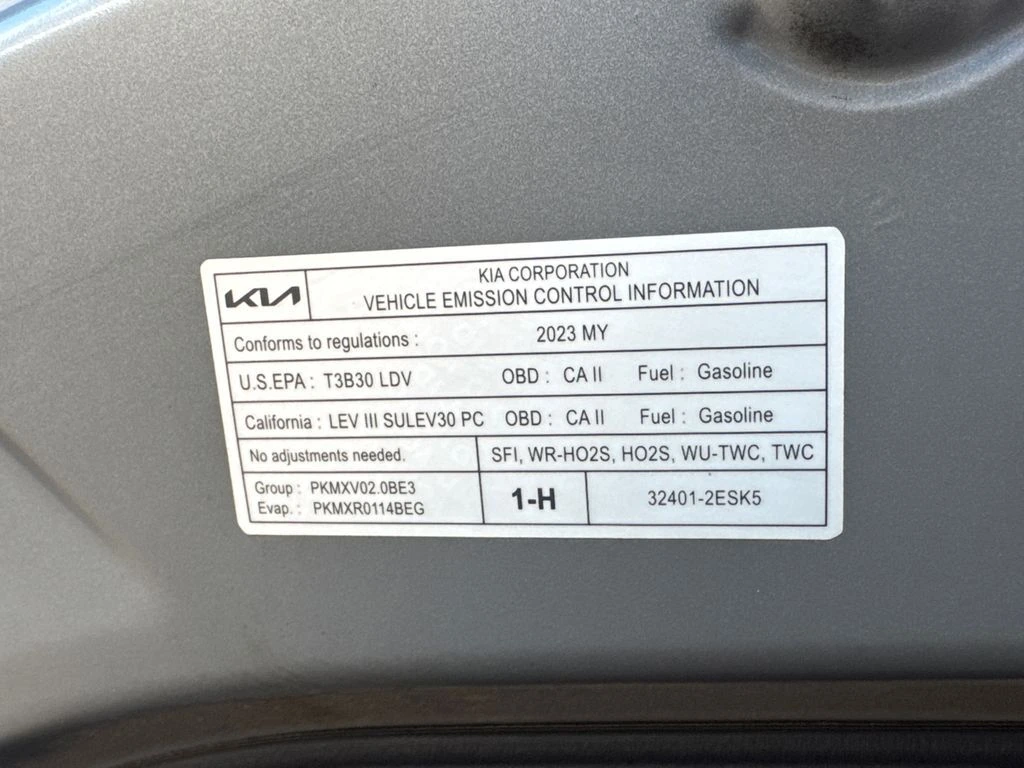 KIA
KIA CORPORATION
VEHICLE EMISSION CONTROL INFORMATION
Conforms to regulations : 2023 MY
U.S.EPA : T3B30 LDV OBD : CA II Fuel : Gasoline
California : LEV III SULEV30 PC OBD : CA II Fuel : Gasoline
No adjustments needed. SFI, WR-HO2S, HO2S, WU-TWC, TWC
Group : PKMXV02.0BE3
Evap. : PKMXR0114BEG
1-H
32401-2ESK5